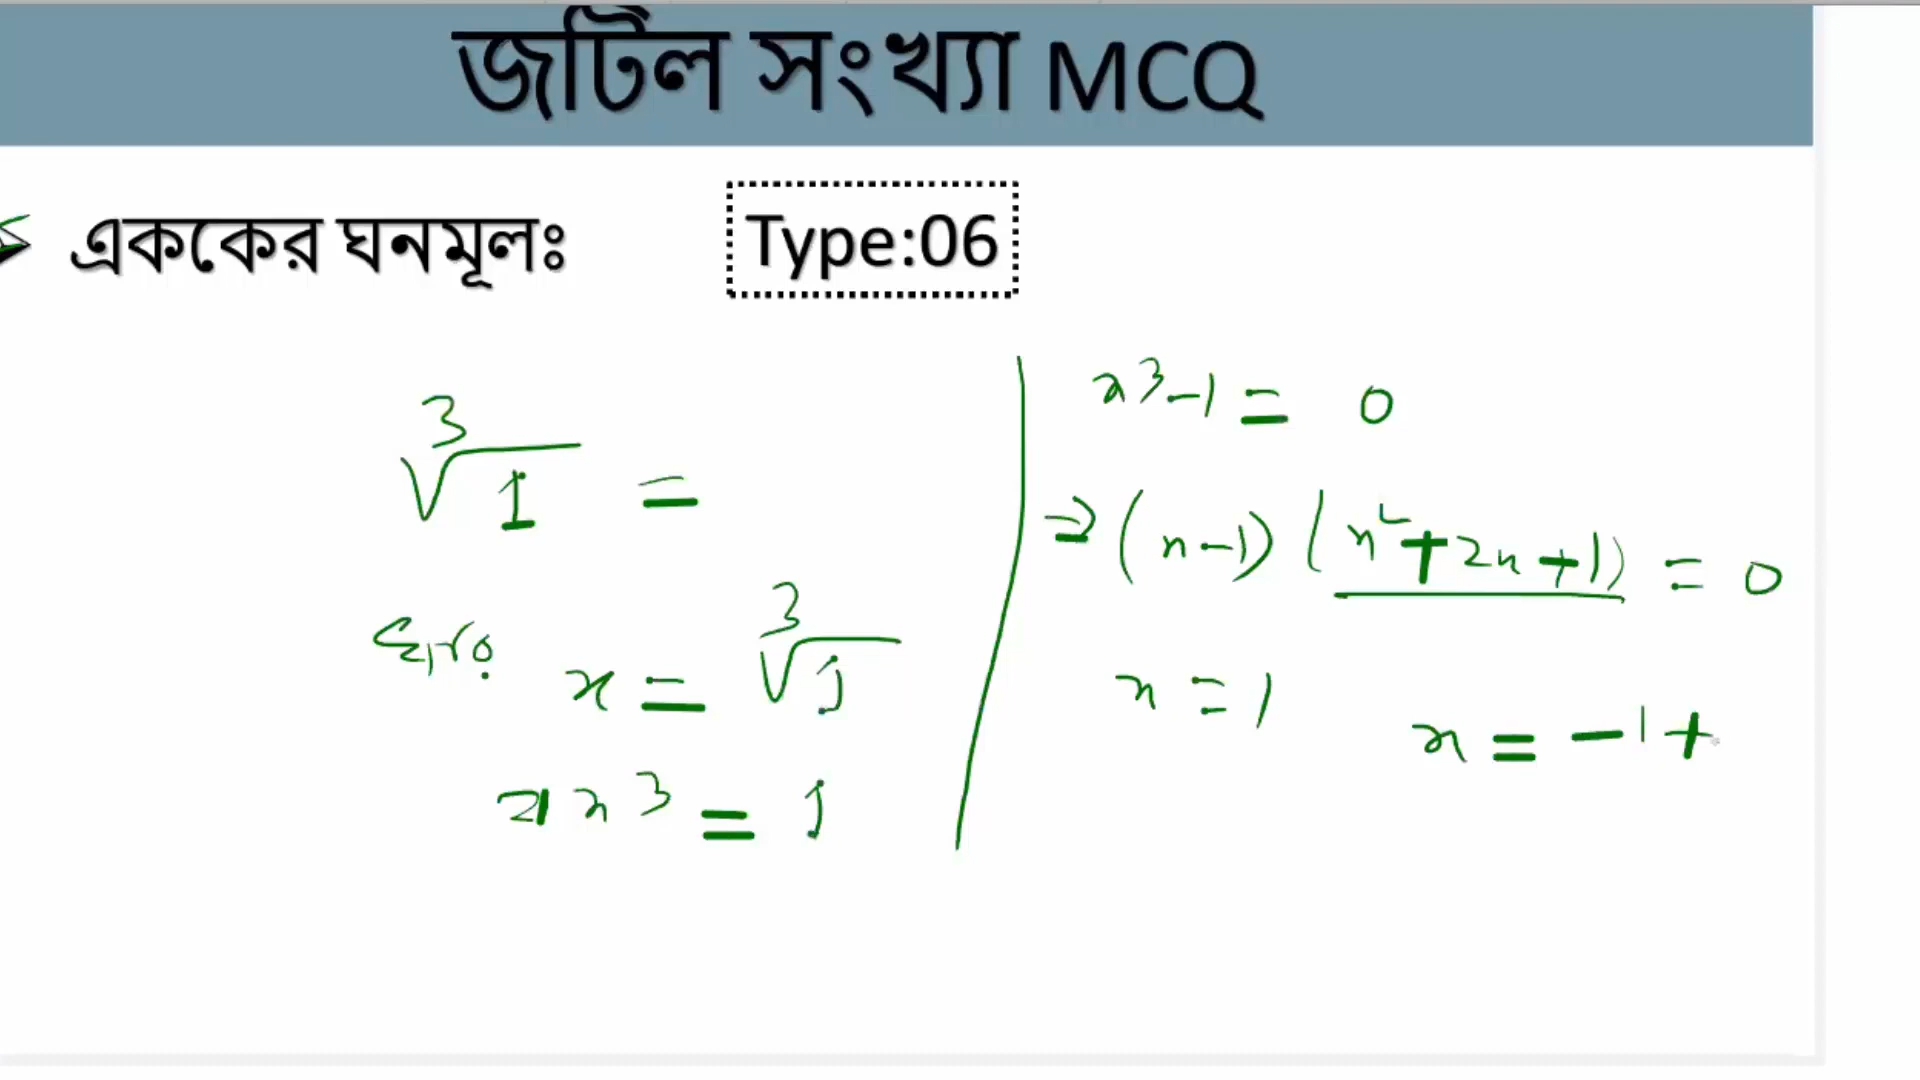 জটিল সংখ্যা MCQ
এককের ঘনমূলঃ
Type:06
∛1 =
ধরি, x = ∛1
বা x³ = 1
x³-1 = 0
⇒ (x-1) (x²+2x+1) = 0
x = 1
x = -1 +